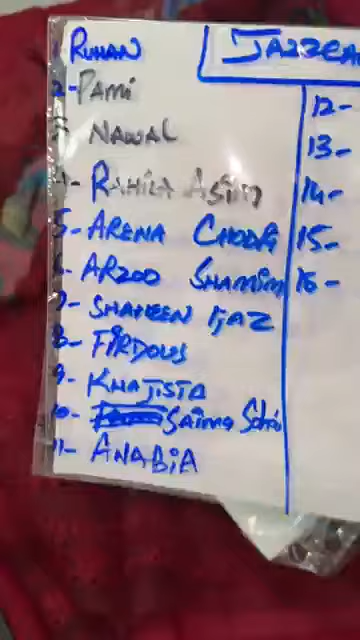 JAZZEA
1 RUHAN
2- Pami
3 NAWAL
4- RAHILA ASIM
5- ARENA
6- ARZOO SHAMIM
7- SHAHEEN IJAZ
8- FIRDOUS
9- KHAJISTA
10- Saima
11- ANABIA
12-
13-
14-
15-
16-